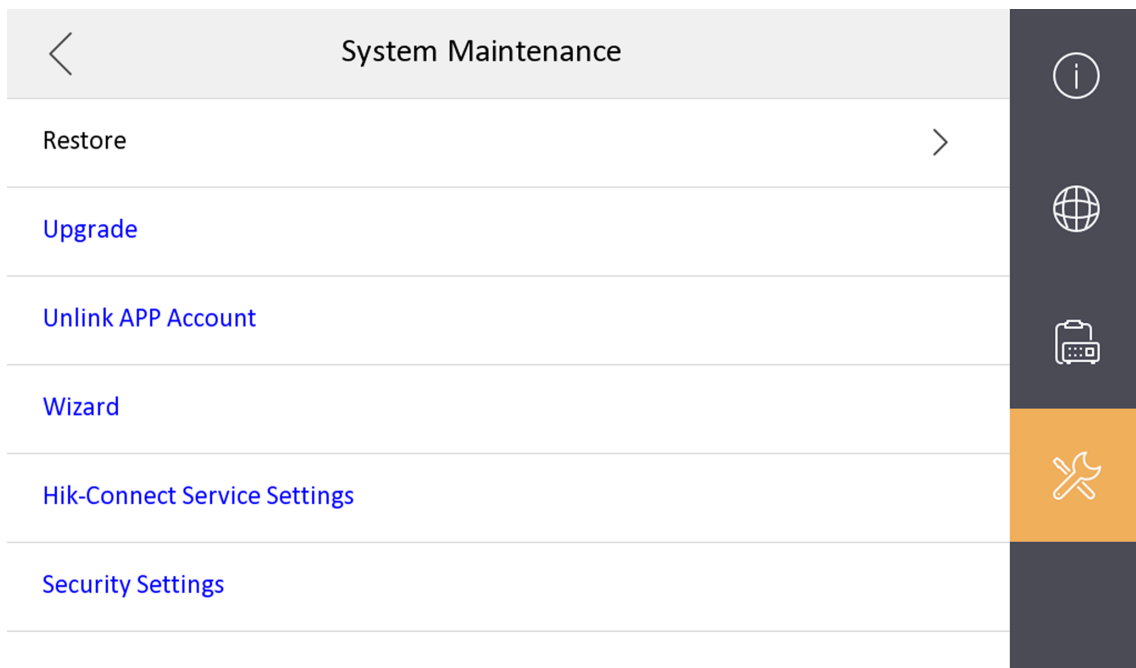 System Maintenance
Restore
Upgrade
Unlink APP Account
Wizard
Hik-Connect Service Settings
Security Settings